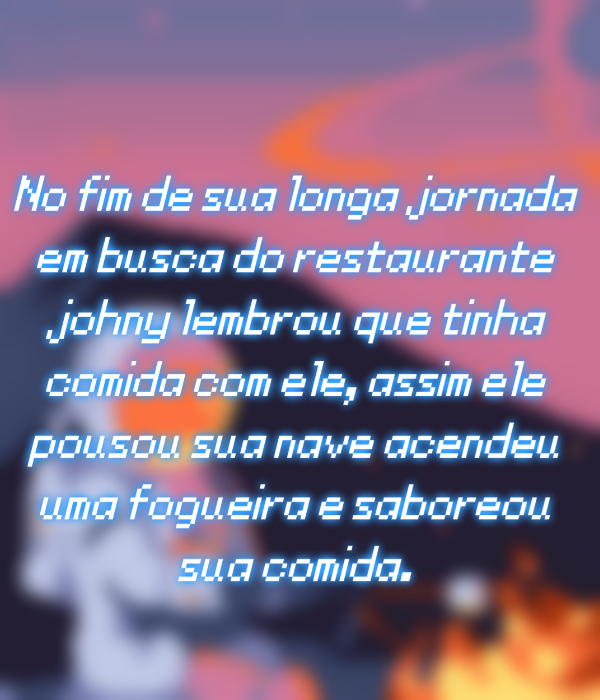 No fim de sua longa jornada
em busca do restaurante
johny lembrou que tinha
comida com ele, assim ele
pousou sua nave acendeu
uma fogueira e saboreou
sua comida.